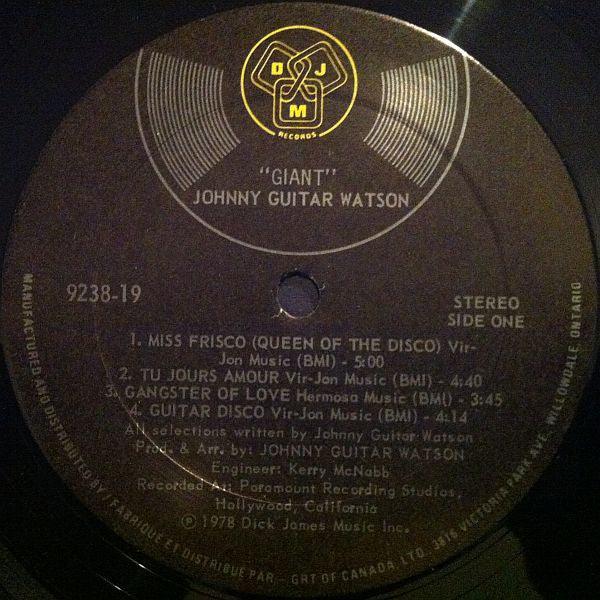 D J
M
RECORDS
"GIANT"
JOHNNY GUITAR WATSON
9238-19
STEREO
SIDE ONE
1. MISS FRISCO (QUEEN OF THE DISCO) Vir-
Jon Music (BMI) - 5:00
2. TU JOURS AMOUR Vir-Jon Music (BMI) - 4:40
3. GANGSTER OF LOVE Hermosa Music (BMI) - 3:45
4. GUITAR DISCO Vir-Jon Music (BMI) - 4:14
All selections written by Johnny Guitar Watson
Prod. & Arr. by: JOHNNY GUITAR WATSON
Engineer: Kerry McNabb
Recorded At: Paramount Recording Studios,
Hollywood, California
℗ 1978 Dick James Music Inc.
MANUFACTURED AND DISTRIBUTED BY / FABRIQUE ET DISTRIBUE PAR - GRT OF CANADA, LTD. 3816 VICTORIA PARK AVE. WILLOWDALE ONTARIO